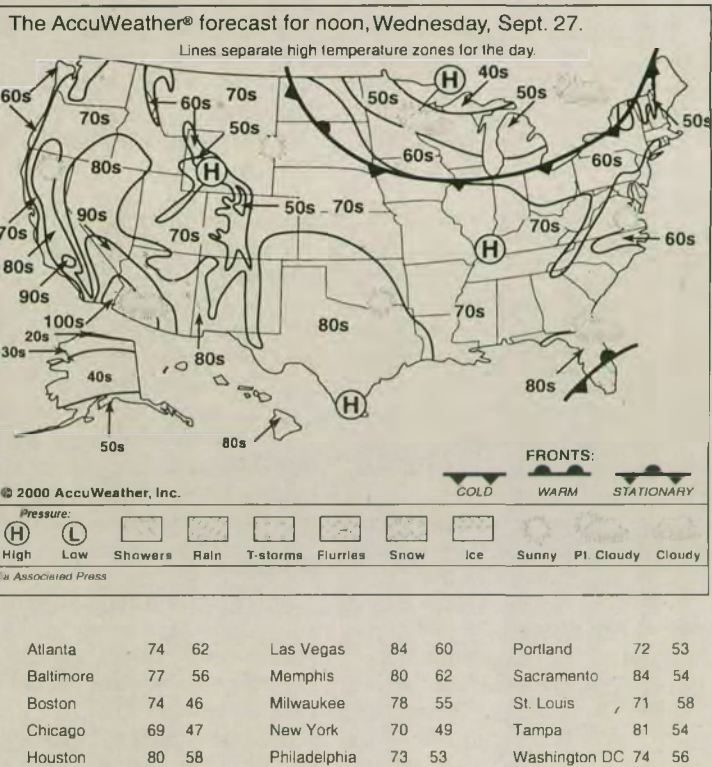 The AccuWeather® forecast for noon, Wednesday, Sept. 27.
Lines separate high temperature zones for the day.
60s
70s
60s
70s
50s
50s
40s
50s
50s
80s
60s
60s
70s
90s
70s
50s
70s
70s
60s
80s
90s
100s
80s
70s
20s
30s
40s
50s
80s
80s
80s
H
H
H
H
© 2000 AccuWeather, Inc.
FRONTS:
COLD WARM STATIONARY
Pressure:
H L
High Low Showers Rain T-storms Flurries Snow Ice Sunny Pt. Cloudy Cloudy
Via Associated Press
Atlanta 74 62 Las Vegas 84 60 Portland 72 53
Baltimore 77 56 Memphis 80 62 Sacramento 84 54
Boston 74 46 Milwaukee 78 55 St. Louis 71 58
Chicago 69 47 New York 70 49 Tampa 81 54
Houston 80 58 Philadelphia 73 53 Washington DC 74 56